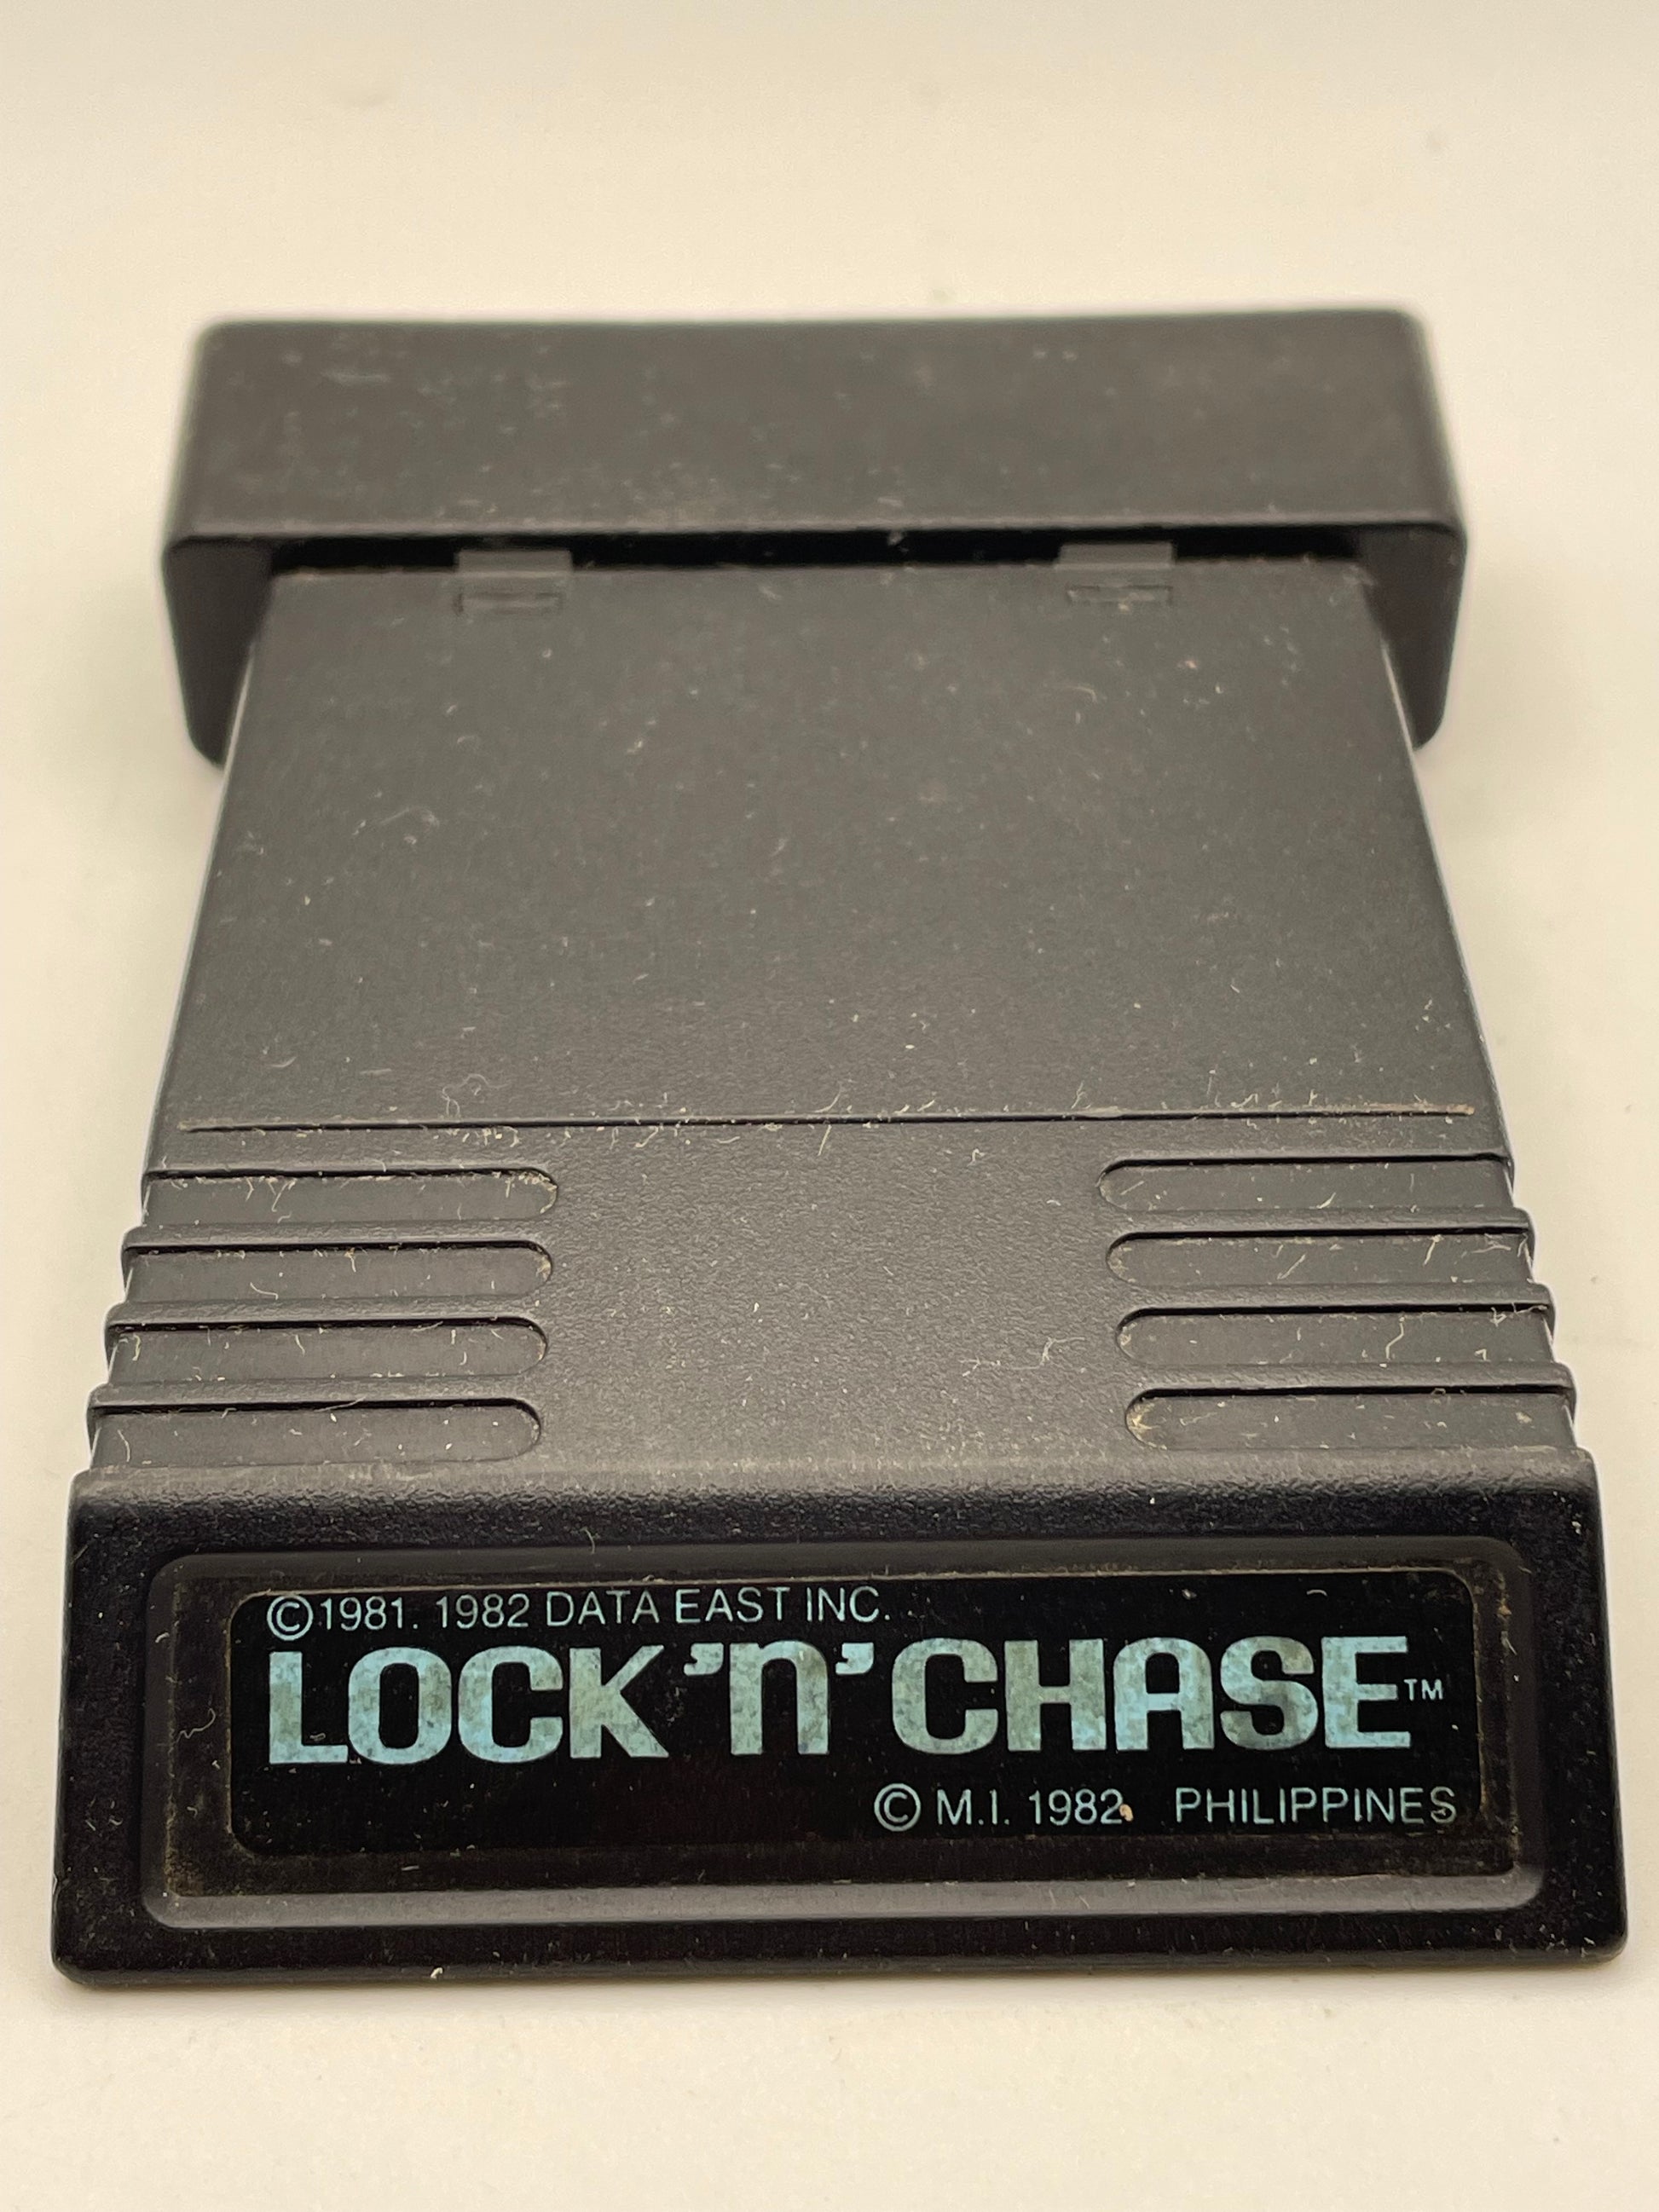 ©1981. 1982 DATA EAST INC.
LOCK'N'CHASE™
© M.I. 1982. PHILIPPINES